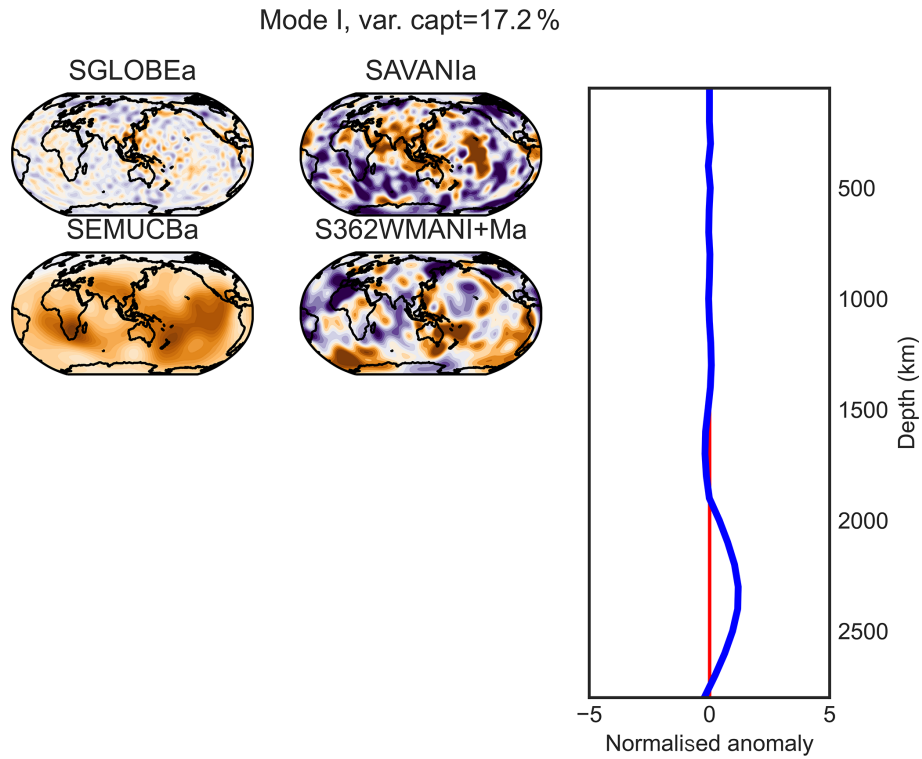 Mode I, var. capt=17.2 %
SGLOBEa
SAVANIa
SEMUCBa
S362WMANI+Ma
500
1000
1500
2000
2500
Depth (km)
−5
0
5
Normalised anomaly